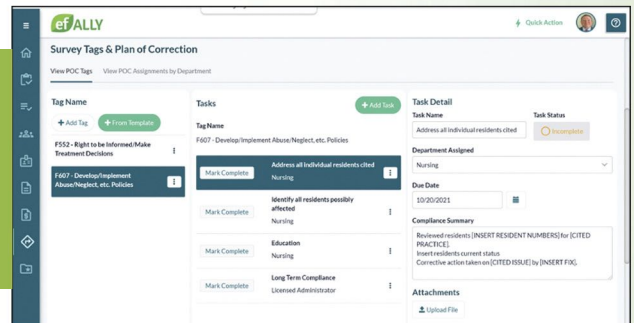 efALLY
Quick Action
?
Survey Tags & Plan of Correction
View POC Tags View POC Assignments by Department
Tag Name
+ Add Tag + From Template
F552 - Right to be Informed/Make
Treatment Decisions
F607 - Develop/Implement
Abuse/Neglect, etc. Policies
Tasks
+ Add Task
Tag Name
F607 - Develop/Implement Abuse/Neglect, etc. Policies
Mark Complete
Address all individual residents cited
Nursing
Mark Complete
Identify all residents possibly
affected
Nursing
Mark Complete
Education
Nursing
Mark Complete
Long Term Compliance
Licensed Administrator
Task Detail
Task Name
Address all individual residents cited
Task Status
Incomplete
Department Assigned
Nursing
Due Date
10/20/2021
Compliance Summary
Reviewed residents [INSERT RESIDENT NUMBERS] for [CITED
PRACTICE].
Insert residents current status
Corrective action taken on [CITED ISSUE] by [INSERT FIX].
Attachments
Upload File